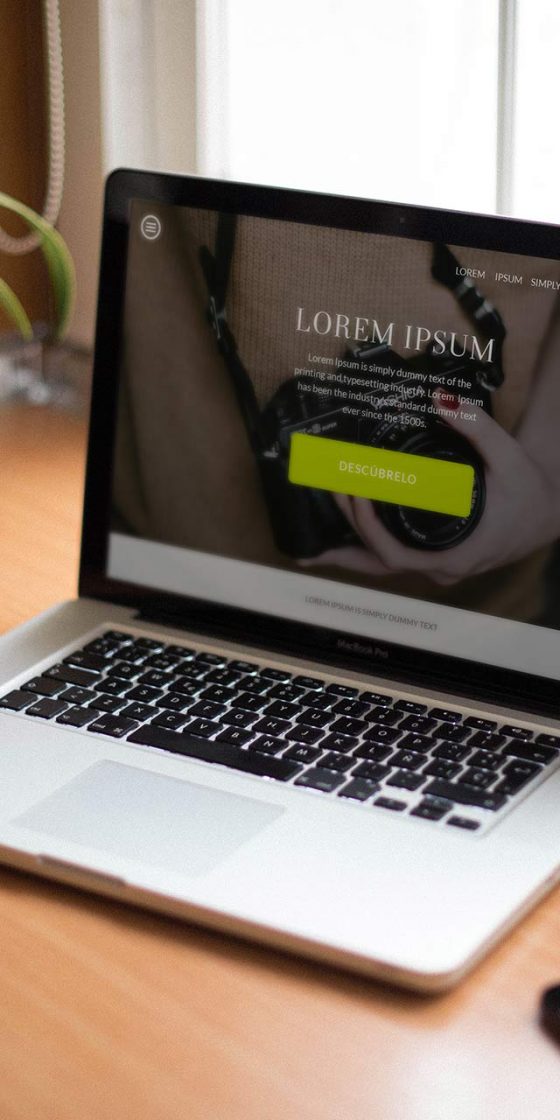 LOREM IPSUM SIMPLY
LOREM IPSUM
Lorem Ipsum is simply dummy text of the
printing and typesetting industry. Lorem Ipsum
has been the industry's standard dummy text
ever since the 1500s.
DESCÚBRELO
LOREM IPSUM IS SIMPLY DUMMY TEXT
MacBook Pro